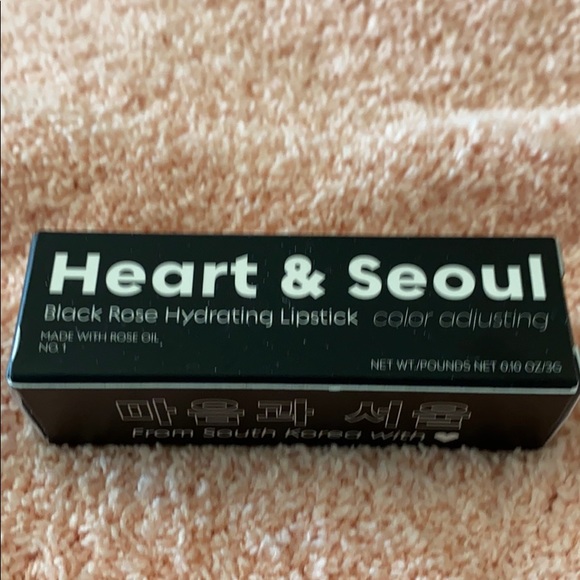 Heart & Seoul
Black Rose Hydrating Lipstick color adjusting
MADE WITH ROSE OIL
NO. 1
NET WT./POUNDS NET 0.10 OZ/3G
마음과 서울
From South Korea with ♥